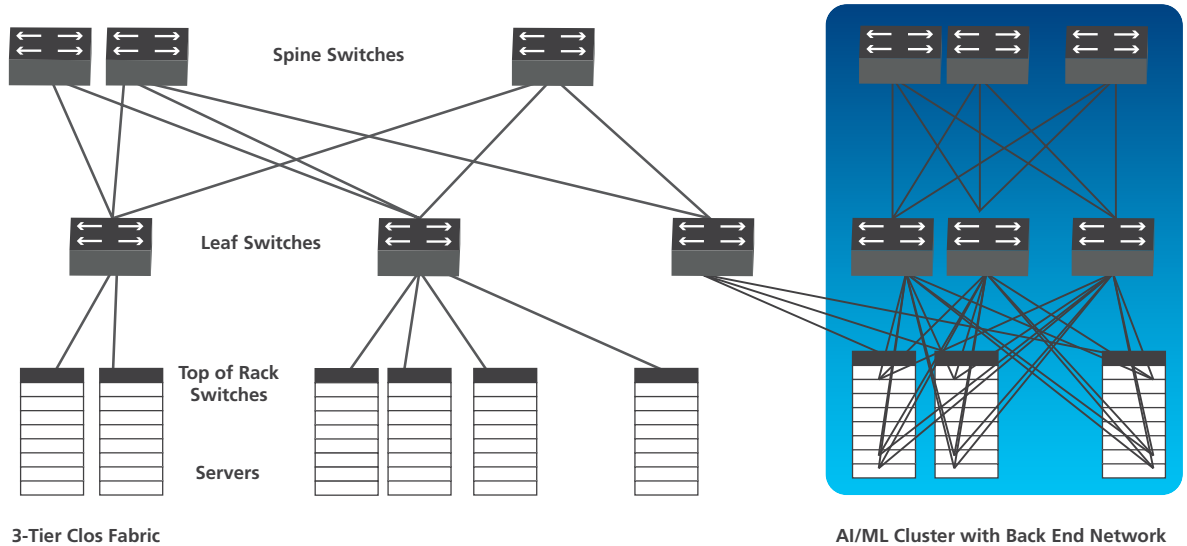 Spine Switches
Leaf Switches
Top of Rack
Switches
Servers
3-Tier Clos Fabric
AI/ML Cluster with Back End Network